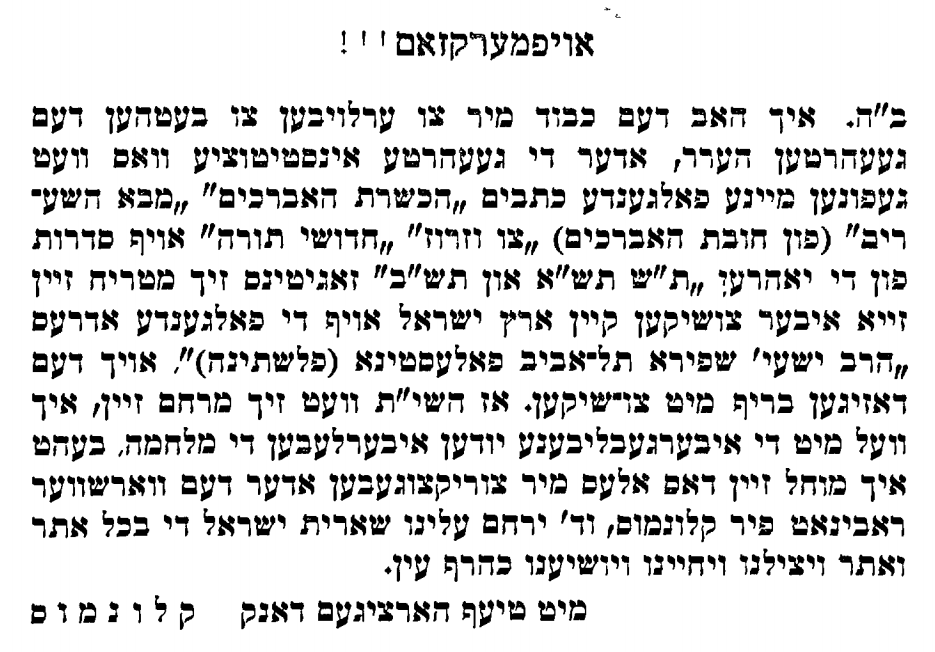 אויפמערקזאם ! ! !
ב"ה. איך האב דעם כבוד מיר צו ערלויבען צו בעטהען דעם
געעהרטען הערר, אדער די געעהרטע אינסטיטוציע וואס וועט
געפונען מיינע פאלגענדע כתבים „הכשרת האברכים" „מבא השע־
רים" (פון חובת האברכים) „צו וזרוז" „חדושי תורה" אויף סדרות
פון די יאהרען „ת"ש תש"א און תש"ב" זאגיטינס זיך מטריח זיין
זייא איבער צושיקען קיין ארץ ישראל אויף די פאלגענדע אדרעס
„הרב ישעי' שפירא תל־אביב פאלעסטינא (פלשתינה)". אויך דעם
דאזיגען בריף מיט צו־שיקען. אז השי"ת וועט זיך מרחם זיין, איך
וועל מיט די איבערגעבליבענע יודען איבערלעבען די מלחמה, בעהט
איך מוחל זיין דאס אלעס מיר צוריקצוגעבען אדער דעם ווארשווער
ראבינאט פיר קלונמוס, וד' ירחם עלינו שארית ישראל די בכל אתר
ואתר ויצילנו ויחיינו ויושיענו כהרף עין.
מיט טיעף הארציגעם דאנק קלונמוס